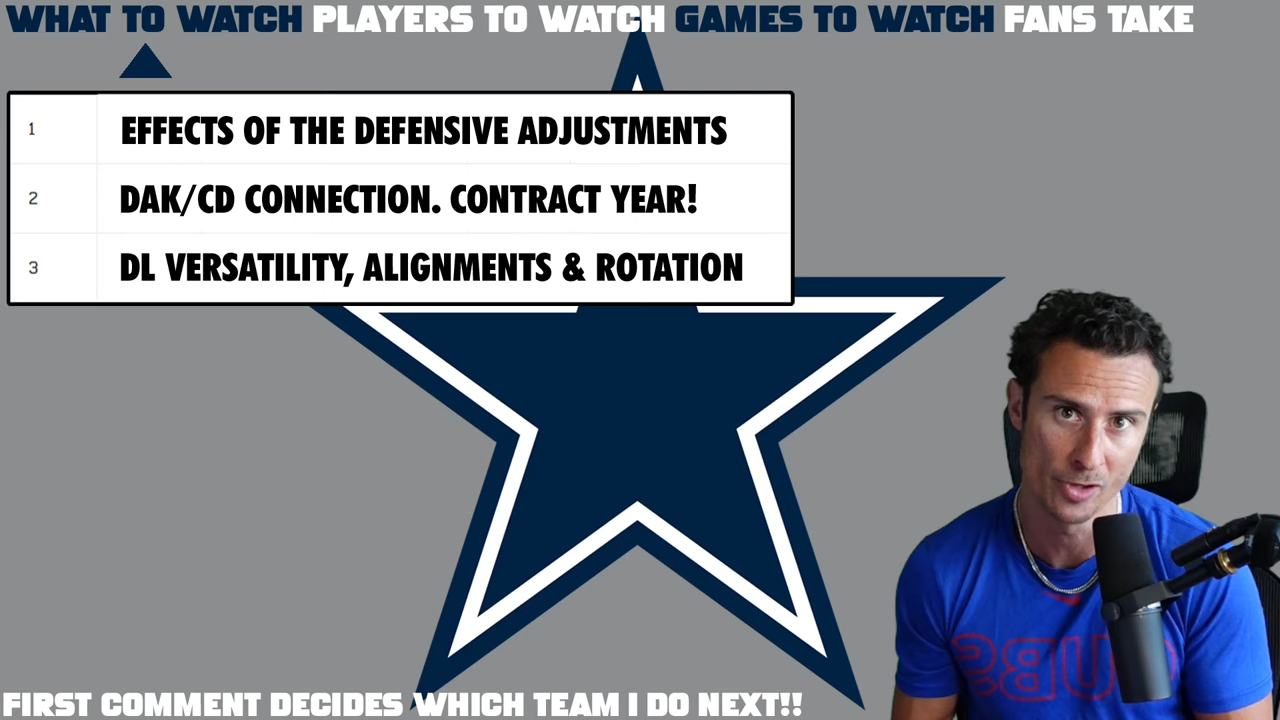 WHAT TO WATCH PLAYERS TO WATCH GAMES TO WATCH FANS TAKE
1 EFFECTS OF THE DEFENSIVE ADJUSTMENTS
2 DAK/CD CONNECTION. CONTRACT YEAR!
3 DL VERSATILITY, ALIGNMENTS & ROTATION
FIRST COMMENT DECIDES WHICH TEAM I DO NEXT!!